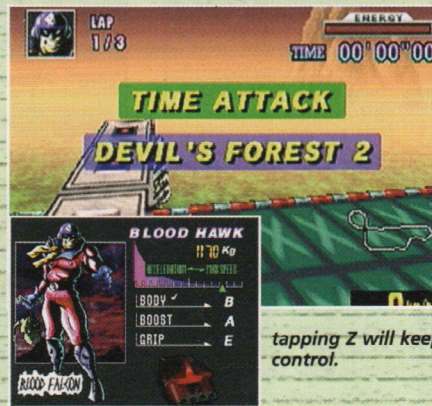 LAP
1/3
ENERGY
TIME 00'00"00
TIME ATTACK
DEVIL'S FOREST 2
BLOOD HAWK
1170 Kg
ACCELERATION MAX SPEED
BODY B
BOOST A
GRIP E
BLOOD FALCON
tapping Z will keep
control.